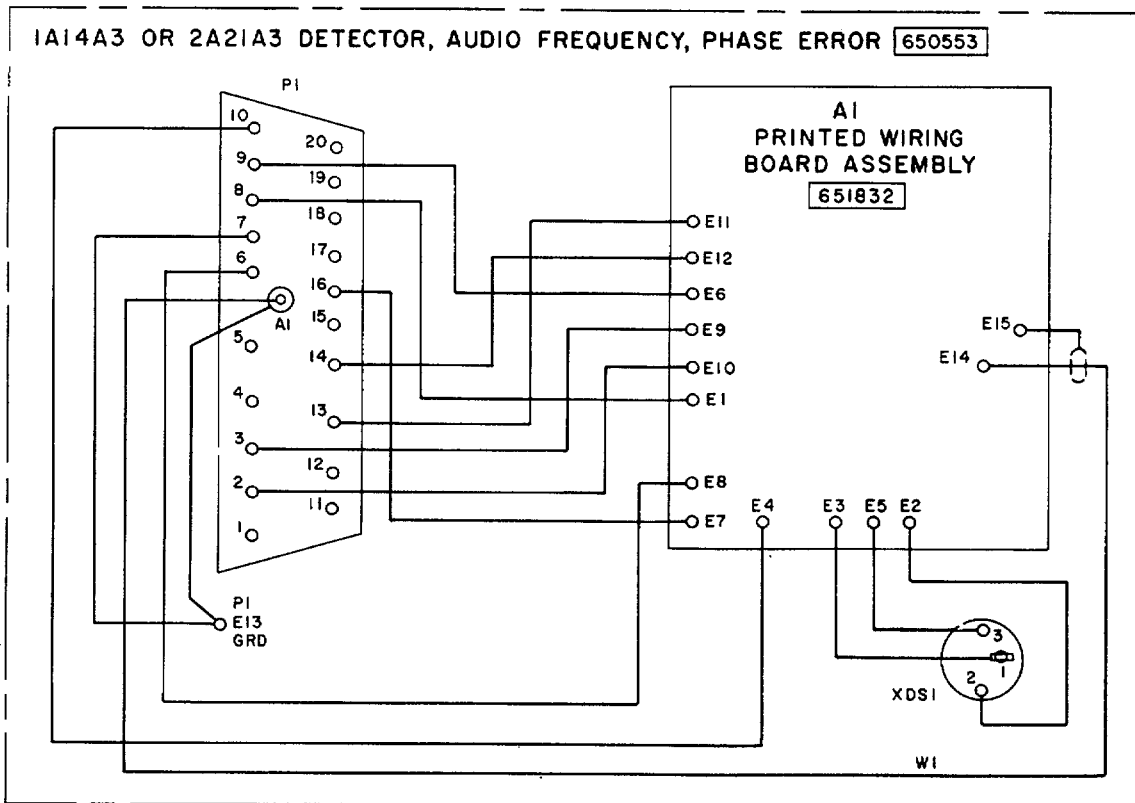 1A14A3 OR 2A21A3 DETECTOR, AUDIO FREQUENCY, PHASE ERROR 650553
P1
10
9
8
7
6
A1
5
4
3
2
1
20
19
18
17
16
15
14
13
12
11
P1
E13
GRD
A1
PRINTED WIRING
BOARD ASSEMBLY
651832
E11
E12
E6
E9
E10
E1
E8
E7
E15
E14
E4
E3
E5
E2
3
1
2
XDS1
W1